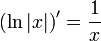 (ln |x|)′ = 1/x